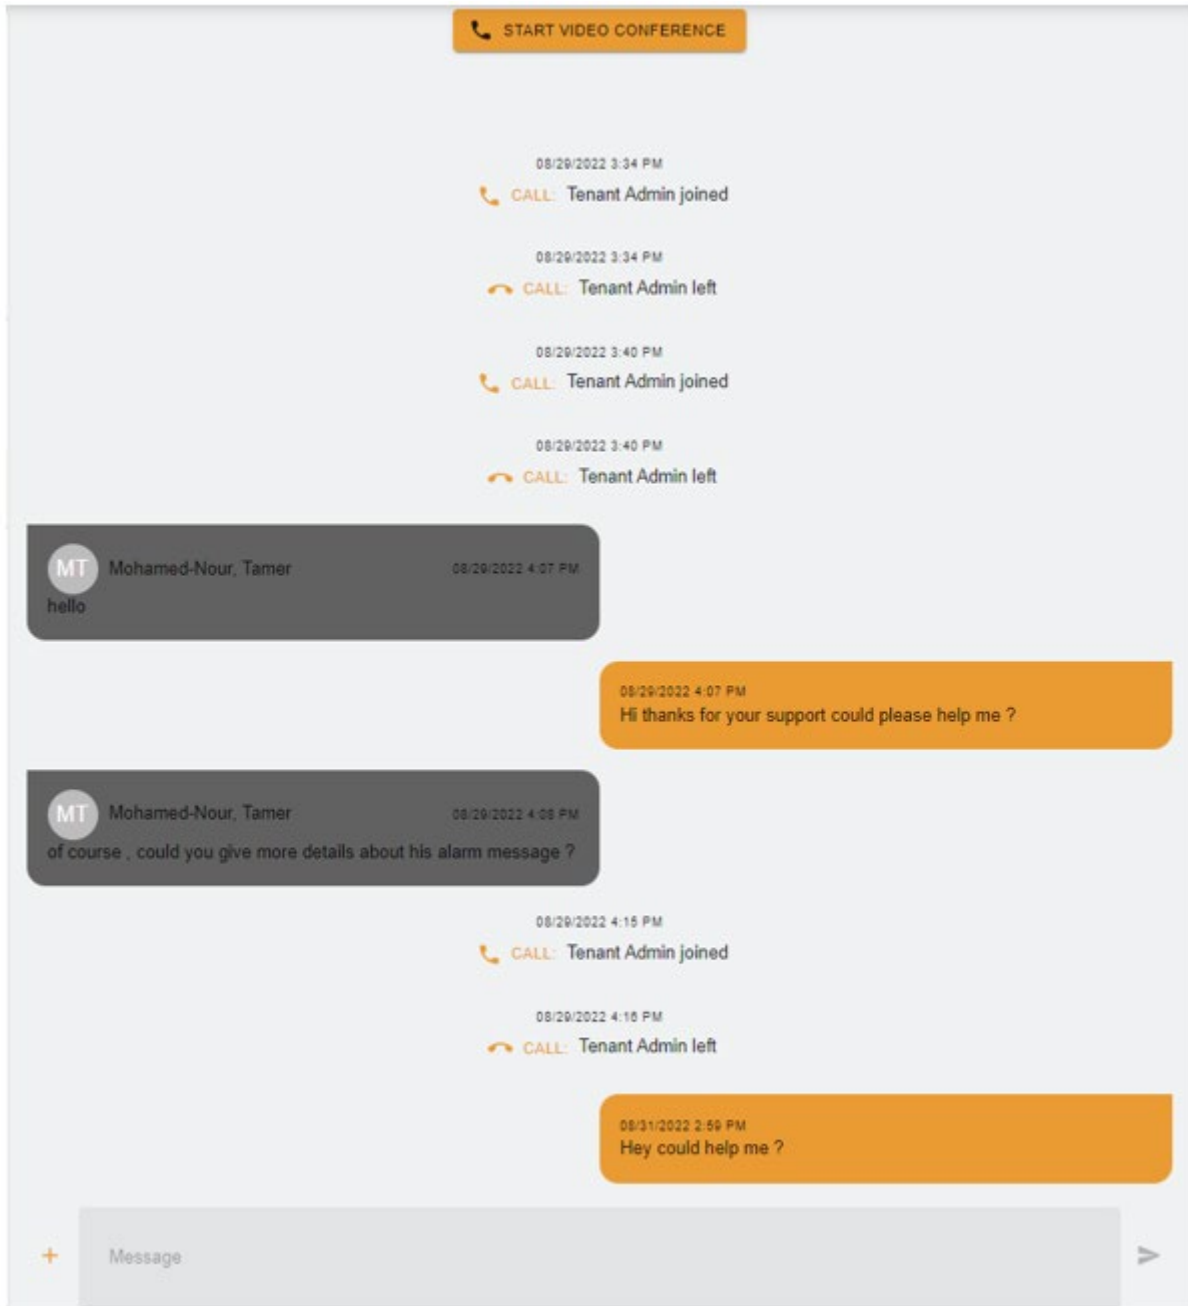 START VIDEO CONFERENCE
08/29/2022 3:34 PM
CALL: Tenant Admin joined
08/29/2022 3:34 PM
CALL: Tenant Admin left
08/29/2022 3:40 PM
CALL: Tenant Admin joined
08/29/2022 3:40 PM
CALL: Tenant Admin left
MT Mohamed-Nour, Tamer 08/29/2022 4:07 PM
hello
08/29/2022 4:07 PM
Hi thanks for your support could please help me ?
MT Mohamed-Nour, Tamer 08/29/2022 4:08 PM
of course , could you give more details about his alarm message ?
08/29/2022 4:15 PM
CALL: Tenant Admin joined
08/29/2022 4:16 PM
CALL: Tenant Admin left
08/31/2022 2:59 PM
Hey could help me ?
Message